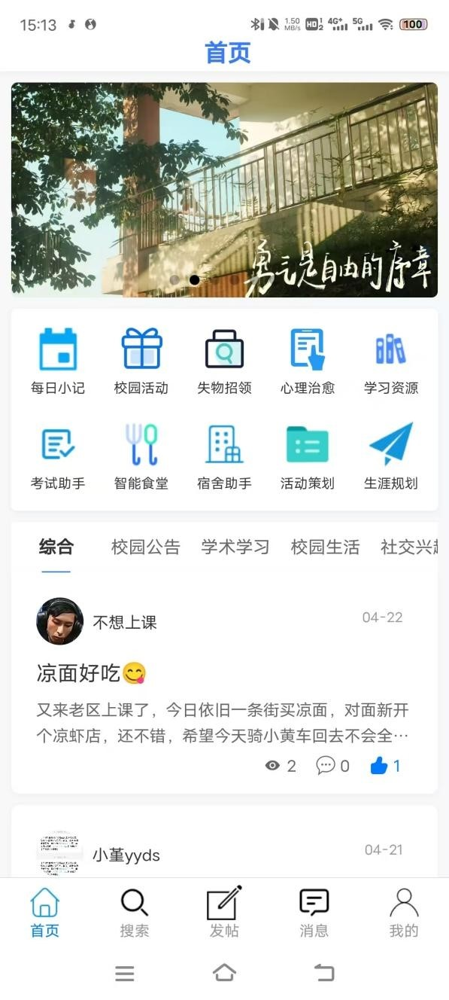 15:13
1.50
MB/s
HD 1
2
4G+
5G
100
首页
勇气是自由的序章
每日小记
校园活动
失物招领
心理治愈
学习资源
考试助手
智能食堂
宿舍助手
活动策划
生涯规划
综合
校园公告
学术学习
校园生活
社交兴
不想上课
04-22
凉面好吃😋
又来老区上课了，今日依旧一条街买凉面，对面新开
个凉虾店，还不错，希望今天骑小黄车回去不会全…
2
0
1
小堇yyds
04-21
首页
搜索
发帖
消息
我的